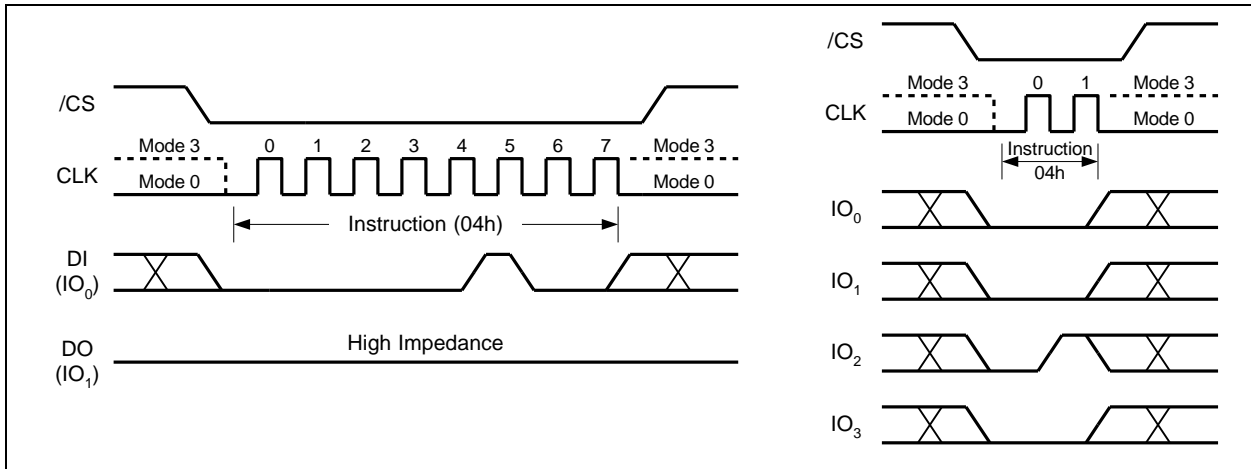 /CS
Mode 3 0 1 2 3 4 5 6 7 Mode 3
CLK
Mode 0 Mode 0
Instruction (04h)
DI
(IO0)
High Impedance
DO
(IO1)
/CS
Mode 3 0 1 Mode 3
CLK
Mode 0 Mode 0
Instruction
04h
IO0
IO1
IO2
IO3